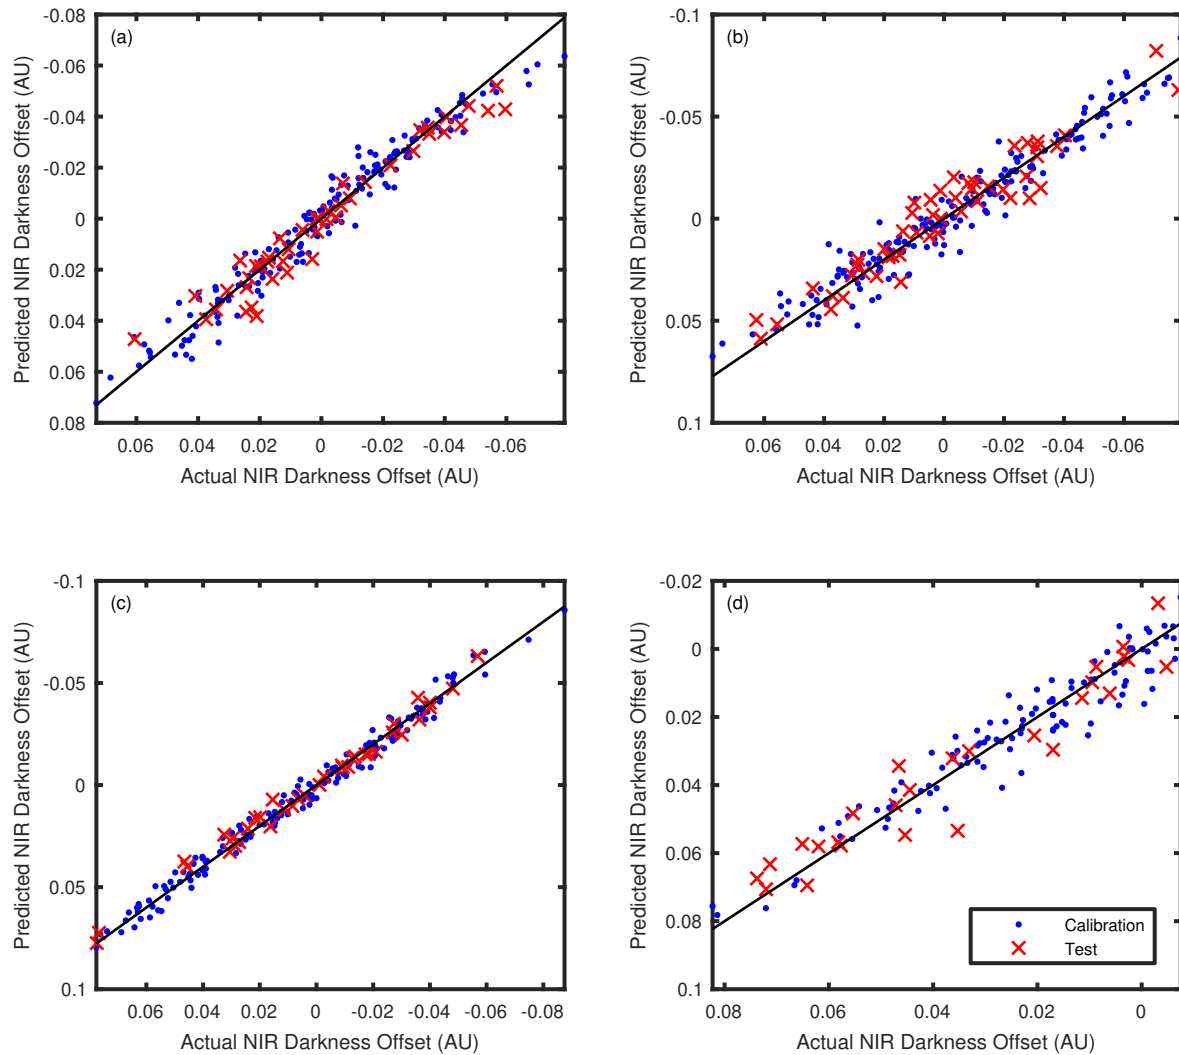 -0.08
-0.06
-0.04
-0.02
0
0.02
0.04
0.06
0.08
Predicted NIR Darkness Offset (AU)
(a)
0.06 0.04 0.02 0 -0.02 -0.04 -0.06
Actual NIR Darkness Offset (AU)
-0.1
-0.05
0
0.05
0.1
Predicted NIR Darkness Offset (AU)
(b)
0.06 0.04 0.02 0 -0.02 -0.04 -0.06
Actual NIR Darkness Offset (AU)
-0.1
-0.05
0
0.05
0.1
Predicted NIR Darkness Offset (AU)
(c)
0.06 0.04 0.02 0 -0.02 -0.04 -0.06 -0.08
Actual NIR Darkness Offset (AU)
-0.02
0
0.02
0.04
0.06
0.08
0.1
Predicted NIR Darkness Offset (AU)
(d)
Calibration
Test
0.08 0.06 0.04 0.02 0
Actual NIR Darkness Offset (AU)